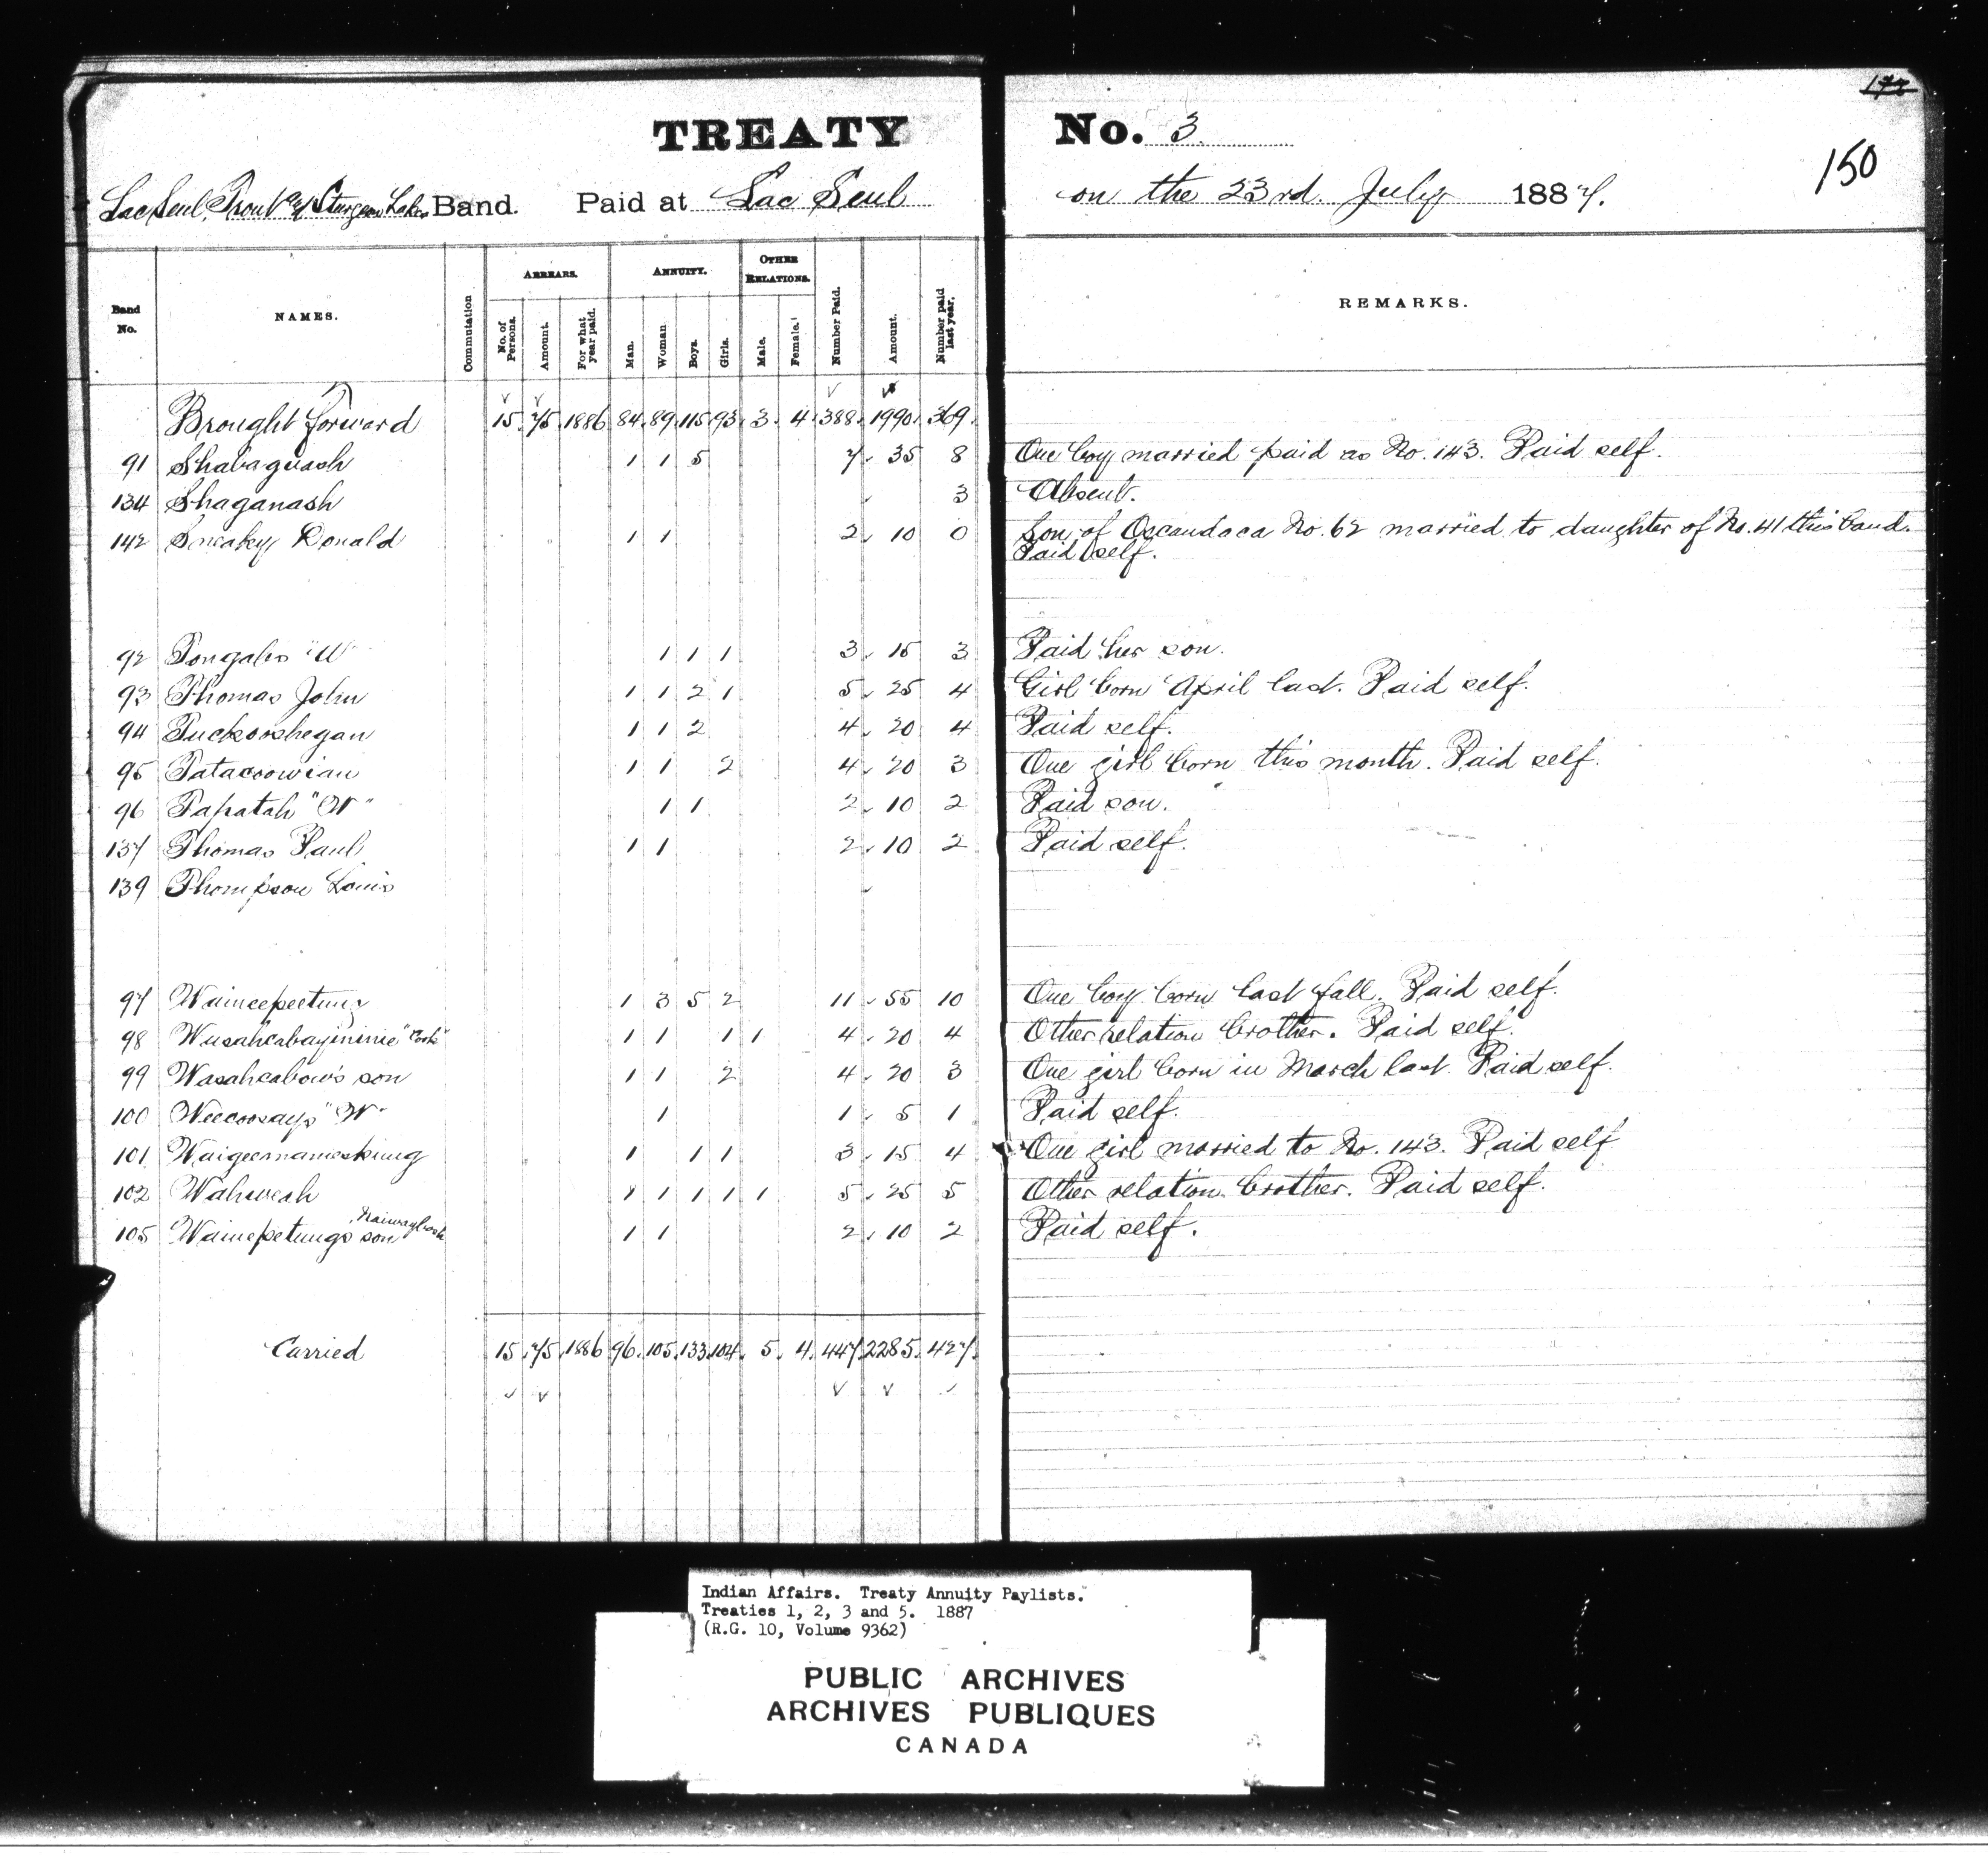 172
TREATY No. 3
150
Lac Seul, Trout & Sturgeon Lakes Band. Paid at Lac Seul on the 23rd. July 1887.
Band No. NAMES. Commutation ARREARS. No. of Persons. Amount. For what year paid. ANNUITY. Man. Woman Boys. Girls. OTHER RELATIONS. Male. Female. Number Paid. Amount. Number paid last year. REMARKS.
Brought forward 15 75 1886 84 89 115 93 3 4 388 1990 369
91 Shabaguash 1 1 5 7 35 8 One boy married paid as No. 143. Paid self.
134 Shaganash 3 Absent.
142 Sneaky Donald 1 1 2 10 0 Son of Oscandaca No. 62 married to daughter of No. 41 this band.
Paid self.
92 Tongales "W" 1 1 1 3 15 3 Paid her son.
93 Thomas John 1 1 2 1 5 25 4 Girl born April last. Paid self.
94 Tuckooshegan 1 1 2 4 20 4 Paid self.
95 Tatacoowian 1 1 2 4 20 3 One girl born this month. Paid self.
96 Tapatah "W" 1 1 2 10 2 Paid son.
137 Thomas Paul 1 1 2 10 2 Paid self.
139 Thompson Louis
97 Wainceepeetung 1 3 5 2 11 55 10 One boy born last fall. Paid self.
98 Wusahcabayininie 1 1 1 1 4 20 4 Other relation brother. Paid self.
99 Wasahcabow's son 1 1 2 4 20 3 One girl born in March last. Paid self.
100 Weecoosays "W" 1 1 5 1 Paid self.
101 Waigeemameskung 1 1 1 3 15 4 One girl married to No. 143. Paid self
102 Wahweah 1 1 1 1 1 5 25 5 Other relation brother. Paid self.
105 Wainepetungs son 1 1 2 10 2 Paid self.
Carried 15 75 1886 96 105 133 104 5 4 447 2285 427
Indian Affairs. Treaty Annuity Paylists.
Treaties 1, 2, 3 and 5. 1887
(R.G. 10, Volume 9362)
PUBLIC ARCHIVES
ARCHIVES PUBLIQUES
CANADA